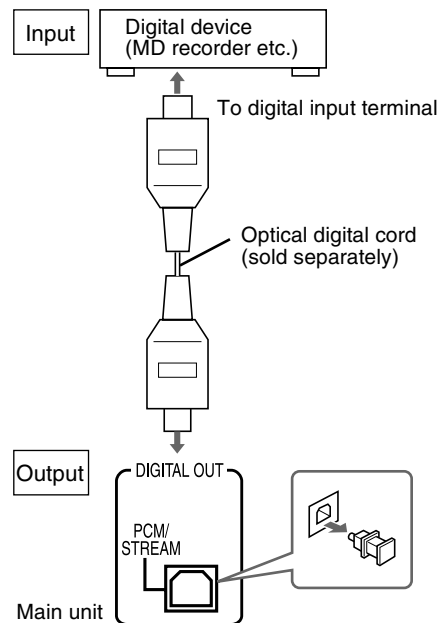 Input
Digital device
(MD recorder etc.)
To digital input terminal
Optical digital cord
(sold separately)
Output
DIGITAL OUT
PCM/
STREAM
Main unit